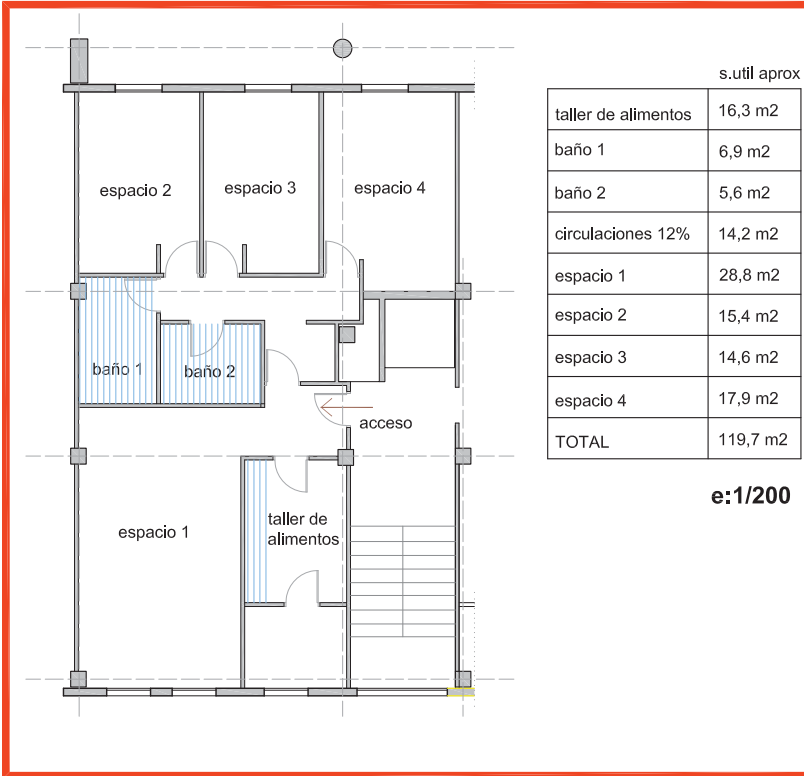 s.util aprox
taller de alimentos 16,3 m2
baño 1 6,9 m2
baño 2 5,6 m2
circulaciones 12% 14,2 m2
espacio 1 28,8 m2
espacio 2 15,4 m2
espacio 3 14,6 m2
espacio 4 17,9 m2
TOTAL 119,7 m2
e:1/200
espacio 2
espacio 3
espacio 4
baño 1
baño 2
acceso
espacio 1
taller de
alimentos